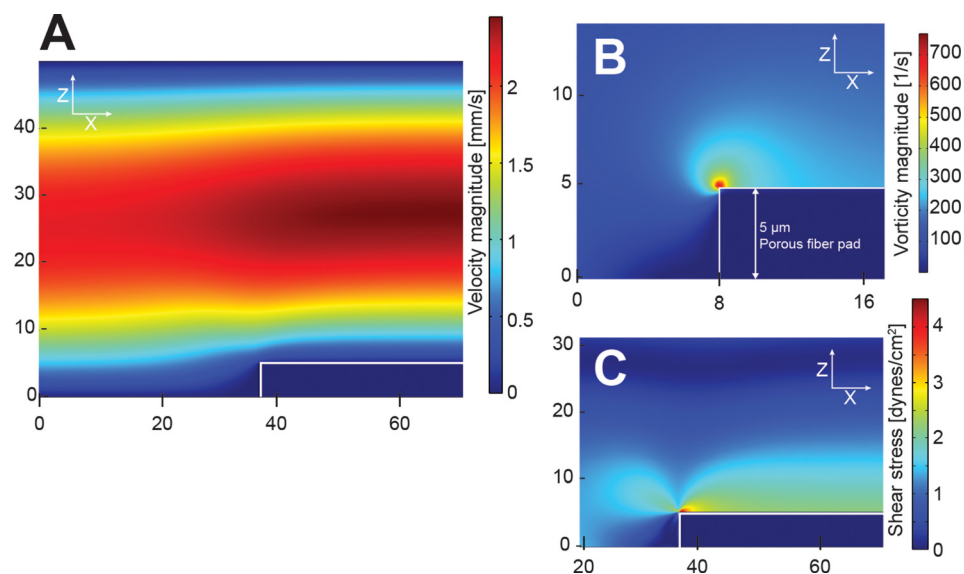 A
Z
X
40
30
20
10
0
0
20
40
60
Velocity magnitude [mm/s]
2
1.5
1
0.5
0
B
Z
X
10
5
0
0
8
16
5 µm
Porous fiber pad
Vorticity magnitude [1/s]
700
600
500
400
300
200
100
C
Z
X
30
20
10
0
20
40
60
Shear stress [dynes/cm²]
4
3
2
1
0